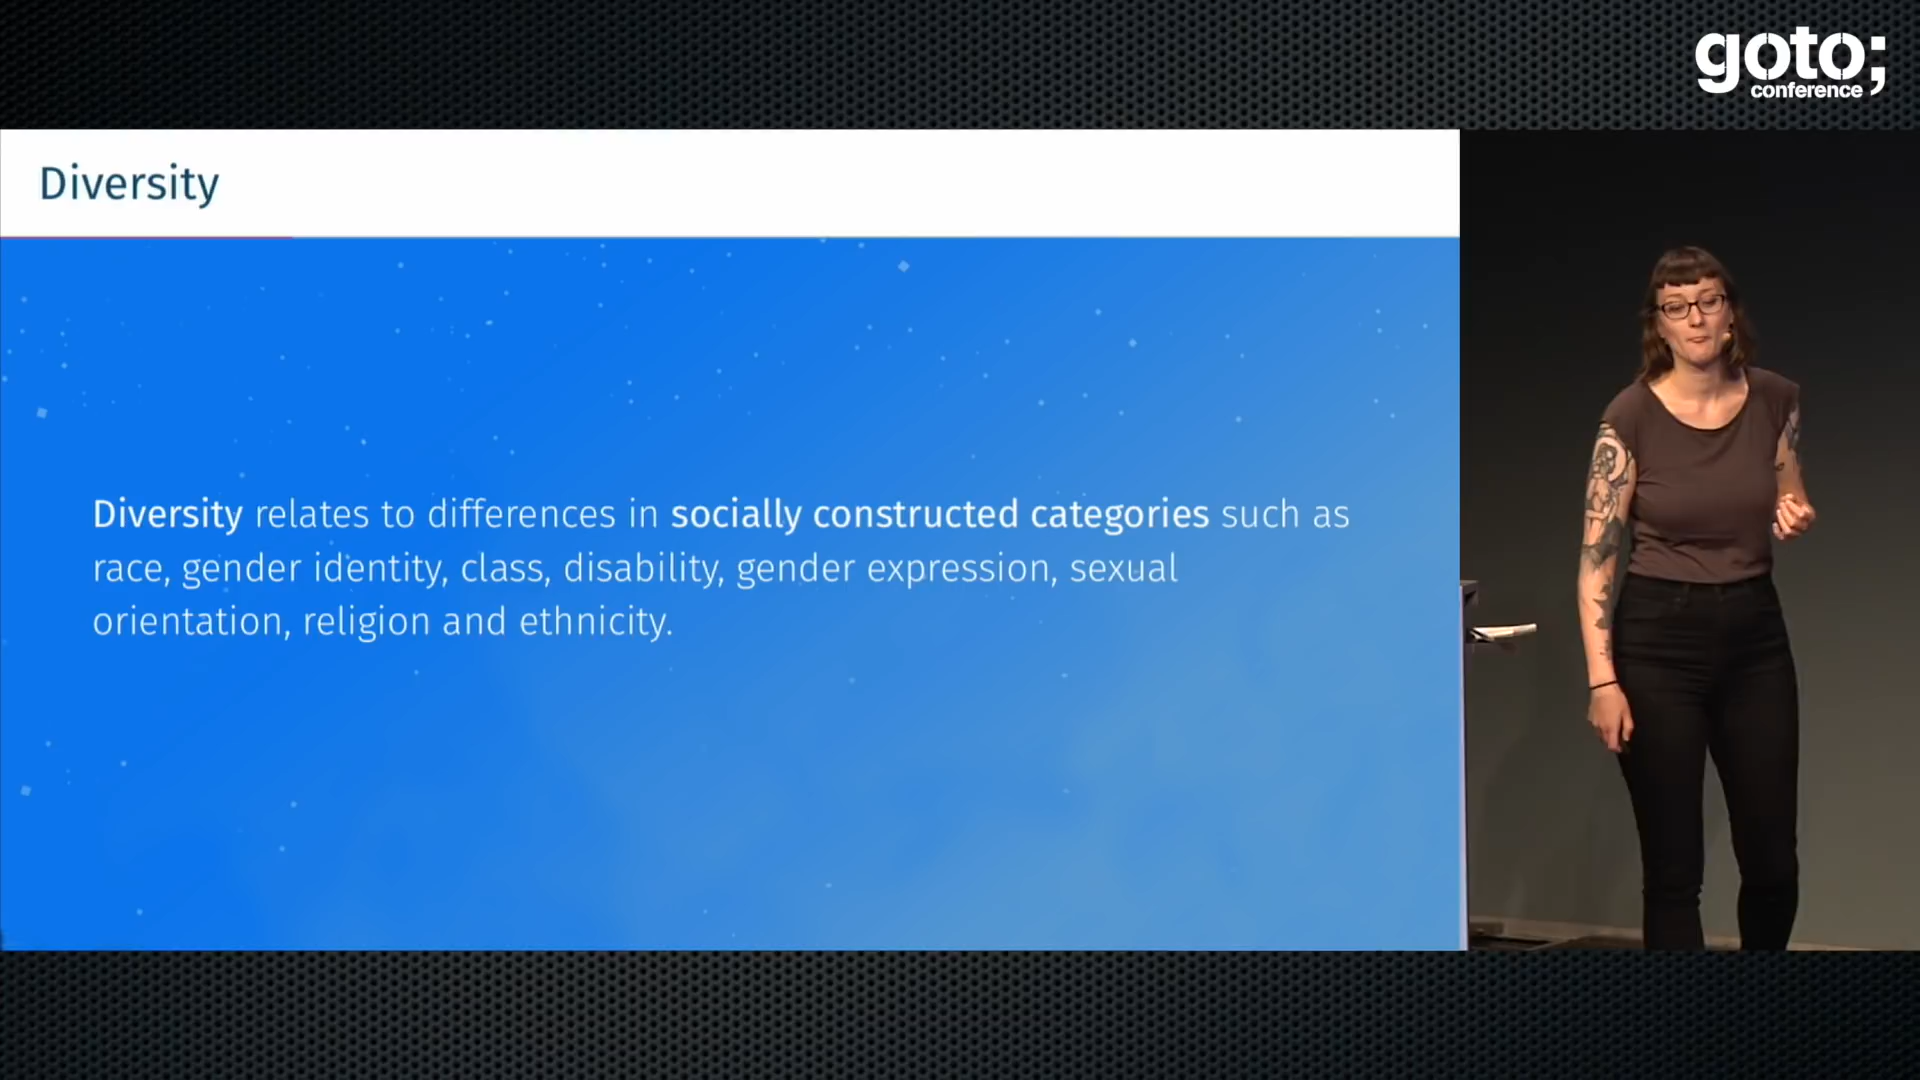 goto;
conference
Diversity
Diversity relates to differences in socially constructed categories such as
race, gender identity, class, disability, gender expression, sexual
orientation, religion and ethnicity.